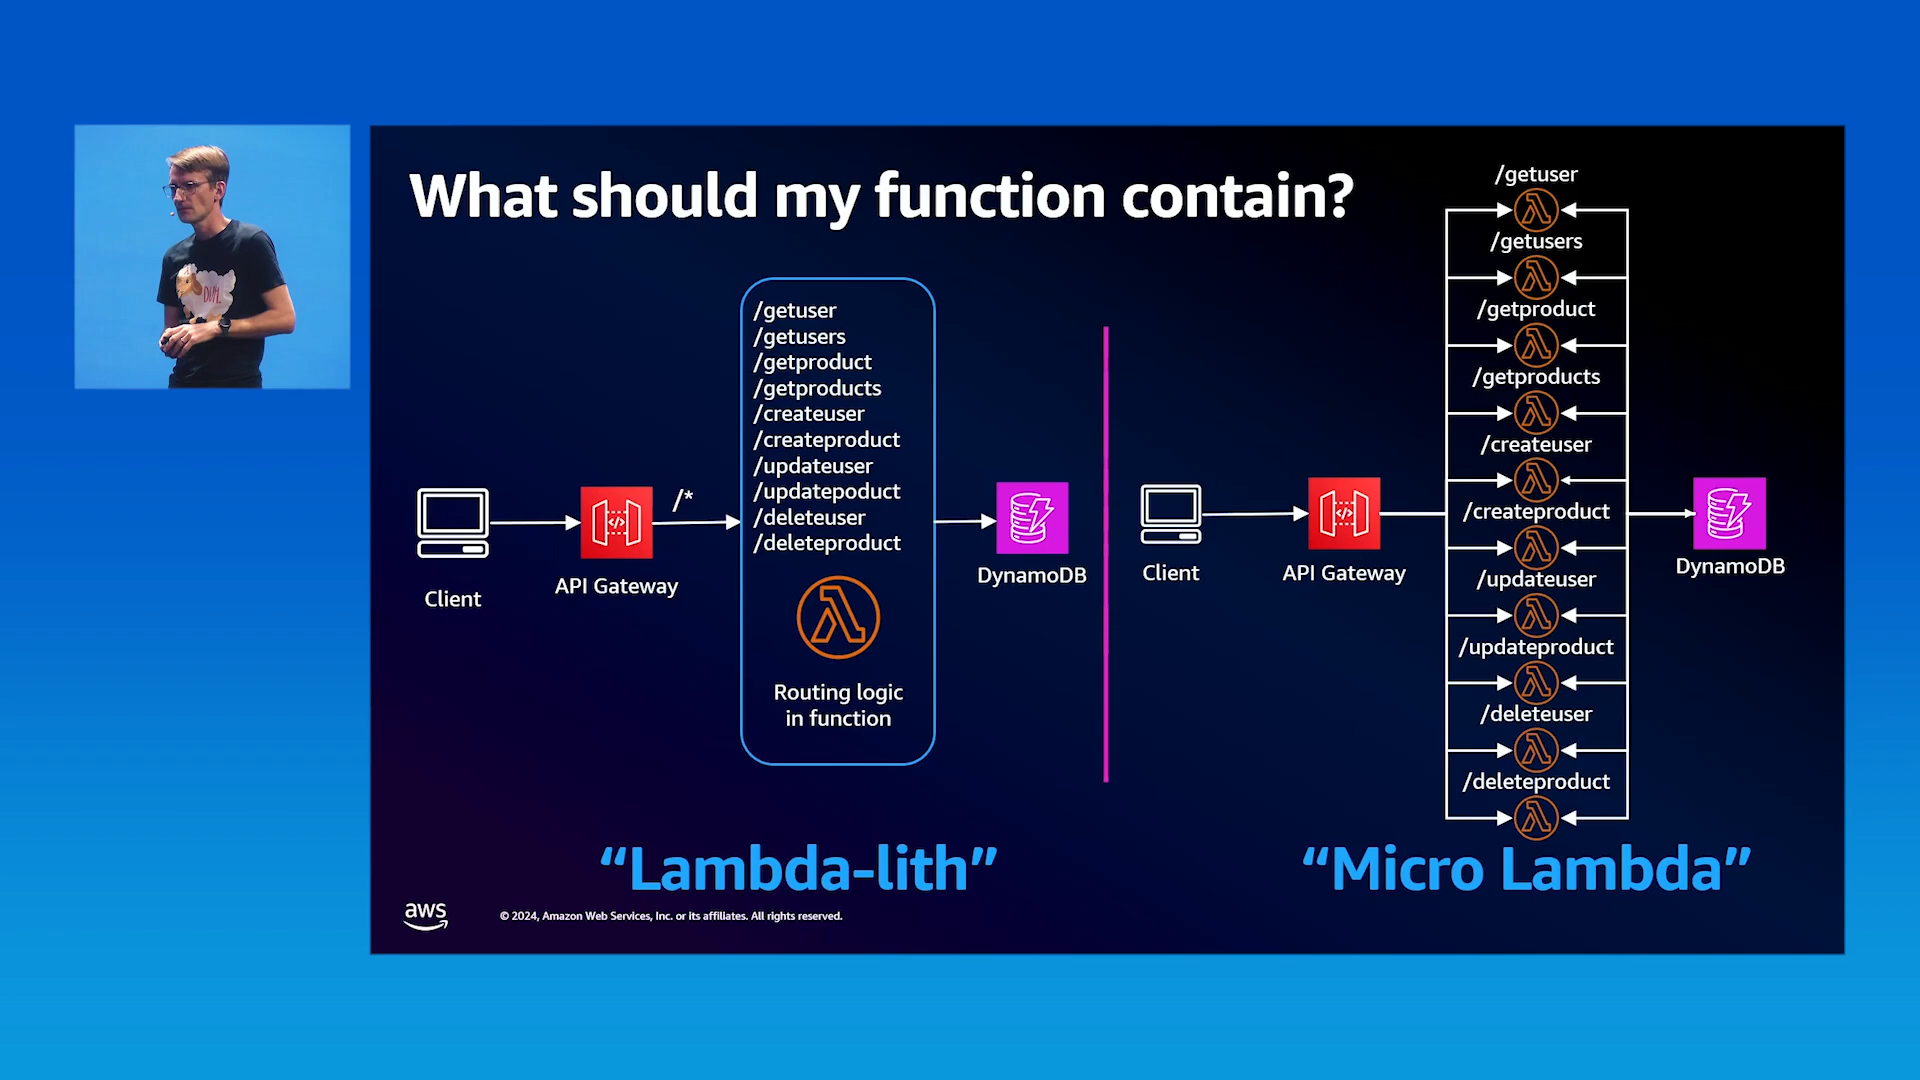 What should my function contain?
/getuser
/getusers
/getproduct
/getproducts
/createuser
/createproduct
/updateuser
/updatepoduct
/deleteuser
/deleteproduct
Routing logic
in function
Client
API Gateway
/*
DynamoDB
“Lambda-lith”
Client
API Gateway
/getuser
/getusers
/getproduct
/getproducts
/createuser
/createproduct
/updateuser
/updateproduct
/deleteuser
/deleteproduct
DynamoDB
“Micro Lambda”
aws
© 2024, Amazon Web Services, Inc. or its affiliates. All rights reserved.